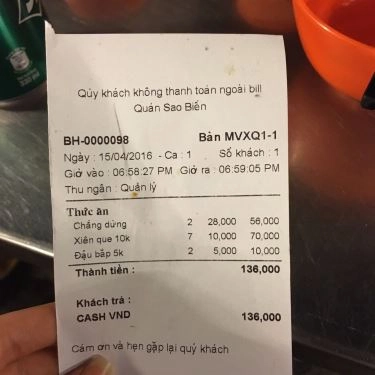 Qúy khách không thanh toán ngoài bill
Quán Sao Biển
BH-0000098 Bàn MVXQ1-1
Ngày : 15/04/2016 - Ca : 1 Số khách : 1
Giờ vào : 06:58:27 PM Giờ ra : 06:59:05 PM
Thu ngân : Quản lý
Thức ăn
Chẳng dừng 2 28,000 56,000
Xiên que 10k 7 10,000 70,000
Đậu bắp 5k 2 5,000 10,000
Thành tiền : 136,000
Khách trả :
CASH VND 136,000
Cám ơn và hẹn gặp lại quý khách